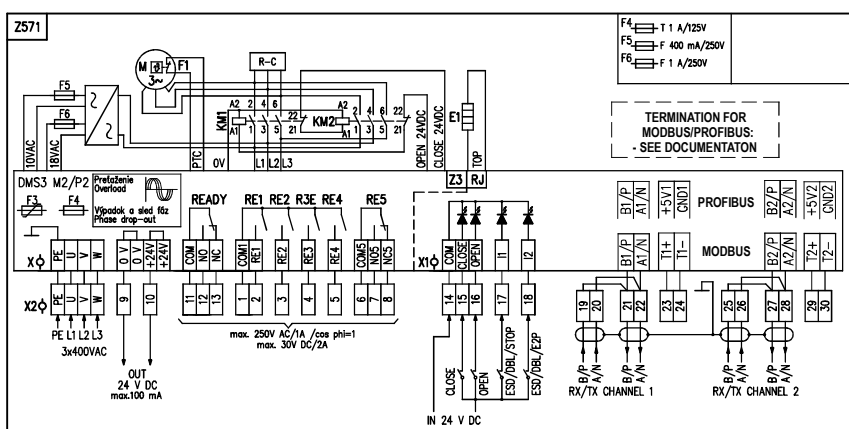 Z571
F4 T 1 A/125V
F5 F 400 mA/250V
F6 F 1 A/250V
TERMINATION FOR
MODBUS/PROFIBUS:
- SEE DOCUMENTATON
M
3~
F1
R-C
F5
F6
KM1
A2 2 4 6 22
A1 1 3 5 21
KM2
A2 2 4 6 22
A1 1 3 5 21
E1
10VAC
18VAC
PTC
0V
L1 L2 L3
OPEN 24VDC
CLOSE 24VDC
TOP
DMS3 M2/P2
Preťaženie
Overload
Výpadok a sled fáz
Phase drop-out
F3
F4
Z3 RJ
READY
RE1 RE2 R3E RE4
RE5
B1/P A1/N +5V1 GND1
PROFIBUS
B2/P A2/N +5V2 GND2
X
PE U V W
0 V 0 V +24V +24V
COM NO NC
COM1 RE1 RE2 RE3 RE4
COM5 NO5 NC5
X1
COM CLOSE OPEN I1 I2
B1/P A1/N T1+ T1-
MODBUS
B2/P A2/N T2+ T2-
X2
PE U V W 9 10 11 12 13 1 2 3 4 5 6 7 8 14 15 16 17 18 19 20 21 22 23 24 25 26 27 28 29 30
PE L1 L2 L3
3x400VAC
OUT
24 V DC
max.100 mA
max. 250V AC/1A /cos phi=1
max. 30V DC/2A
CLOSE
OPEN
ESD/DBL/STOP
ESD/DBL/E2P
IN 24 V DC
B/P A/N B/P A/N
RX/TX CHANNEL 1
B/P A/N B/P A/N
RX/TX CHANNEL 2